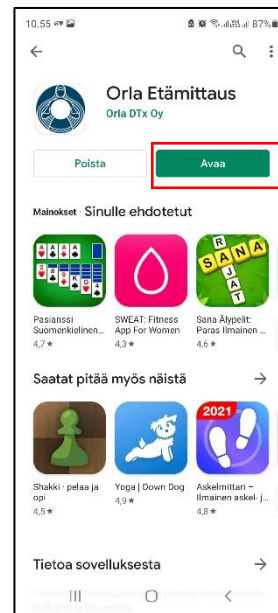 10.55
87%
Orla Etämittaus
Orla DTx Oy
Poista
Avaa
Mainokset · Sinulle ehdotetut
SANA
RAJAT
Pasianssi
Suomenkielinen...
4,7 ★
SWEAT: Fitness
App For Women
4,3 ★
Sana Älypelit:
Paras Ilmainen ...
4,6 ★
Saatat pitää myös näistä
2021
Shakki · pelaa ja
opi
4,5 ★
Yoga | Down Dog
4,9 ★
Askelmittari –
Ilmainen askel- j...
4,8 ★
Tietoa sovelluksesta